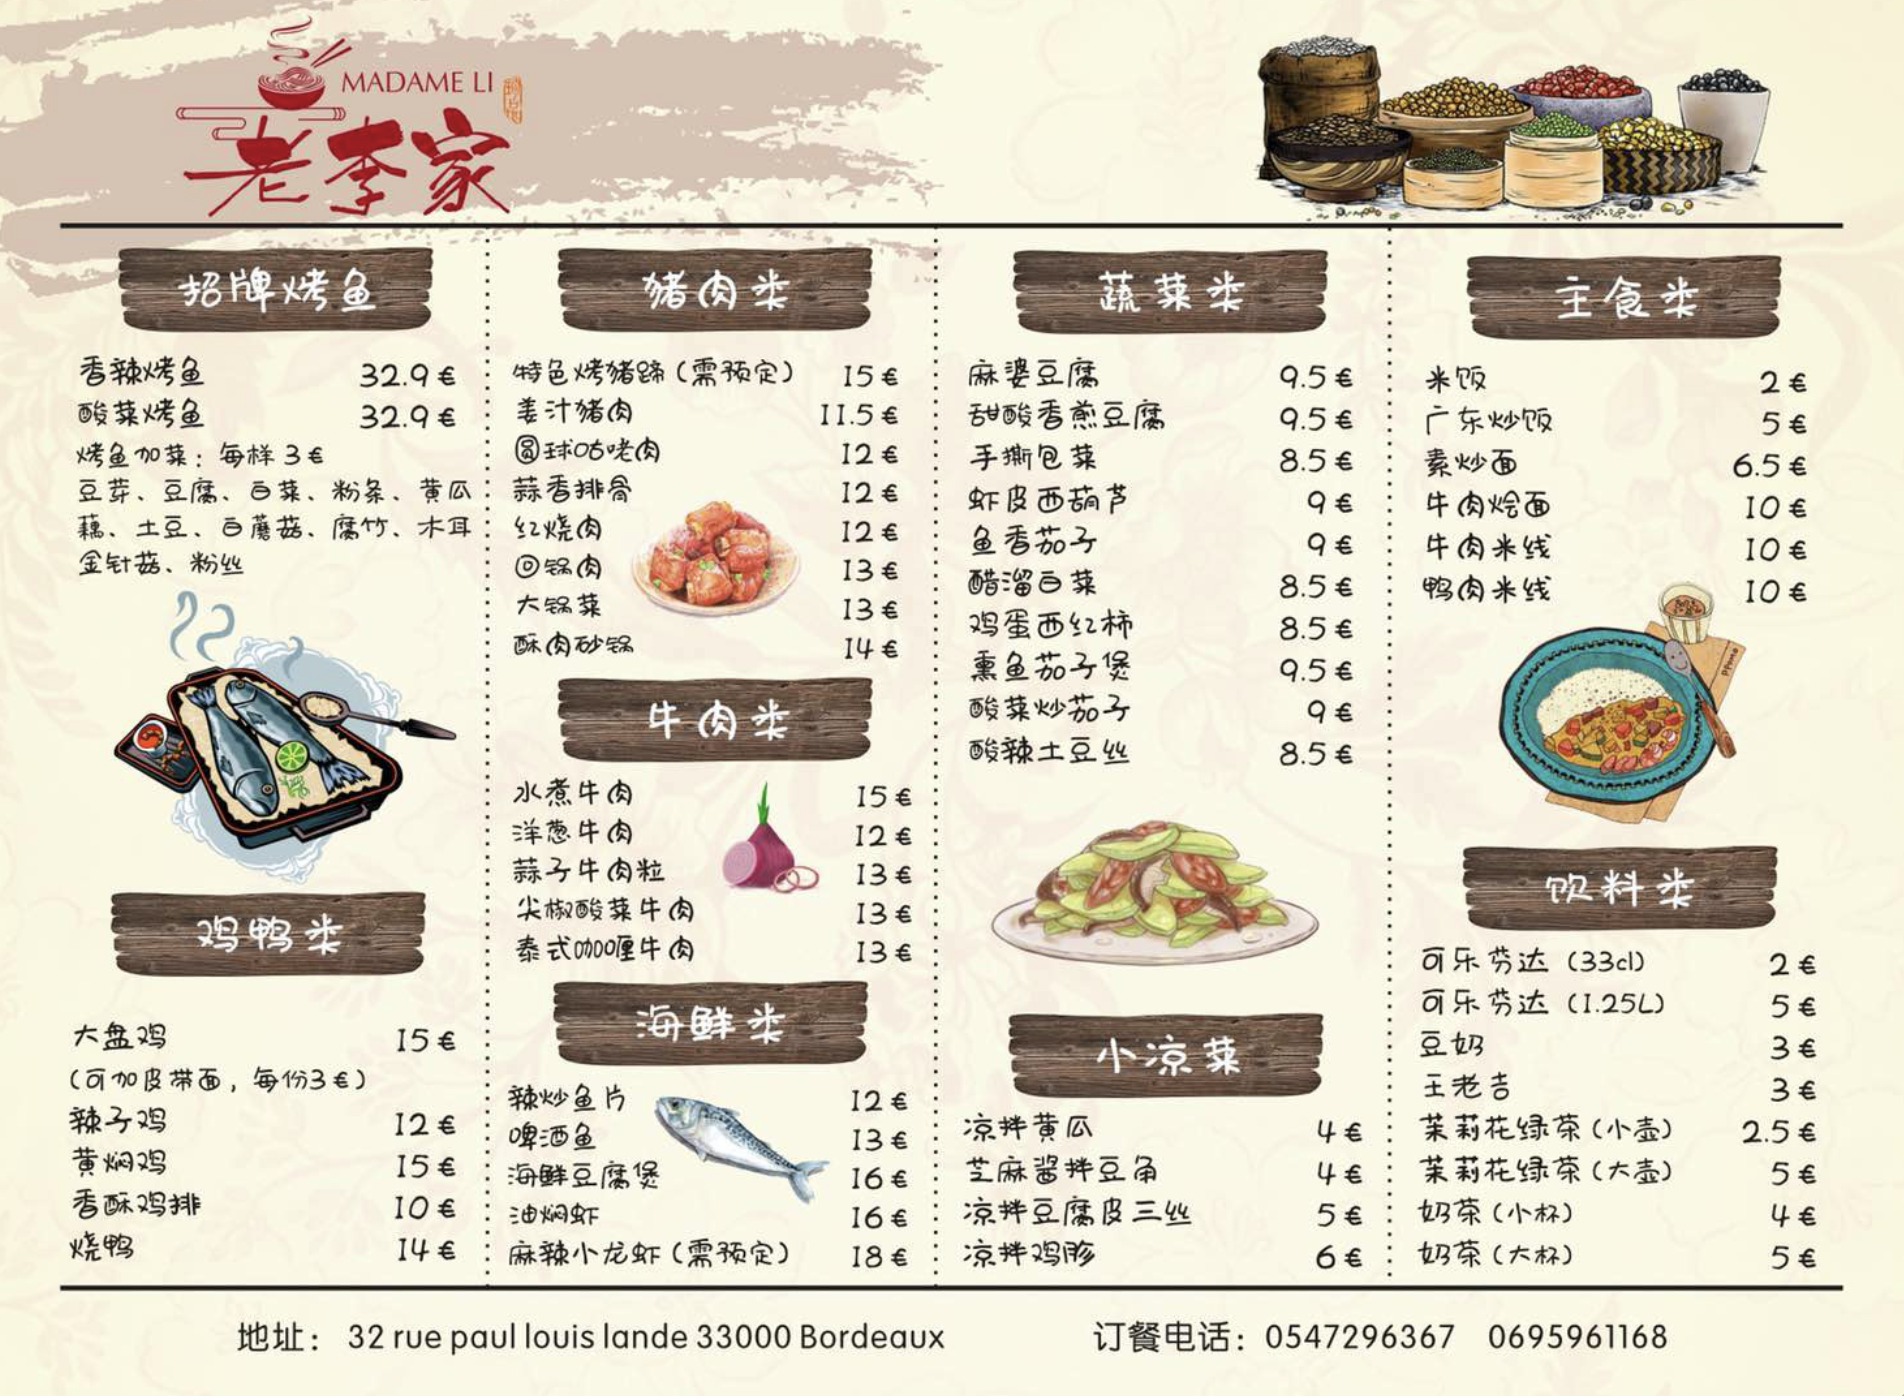 MADAME LI
老李家
招牌烤鱼
香辣烤鱼 32.9 €
酸菜烤鱼 32.9 €
烤鱼加菜：每样 3 €
豆芽、豆腐、白菜、粉条、黄瓜
藕、土豆、白蘑菇、腐竹、木耳
金针菇、粉丝
鸡鸭类
大盘鸡 15 €
（可加皮带面，每份3 €）
辣子鸡 12 €
黄焖鸡 15 €
香酥鸡排 10 €
烧鸭 14 €
猪肉类
特色烤猪蹄（需预定） 15 €
姜汁猪肉 11.5 €
圆球咕咾肉 12 €
蒜香排骨 12 €
红烧肉 12 €
回锅肉 13 €
大锅菜 13 €
酥肉砂锅 14 €
牛肉类
水煮牛肉 15 €
洋葱牛肉 12 €
蒜子牛肉粒 13 €
尖椒酸菜牛肉 13 €
泰式咖喱牛肉 13 €
海鲜类
辣炒鱼片 12 €
啤酒鱼 13 €
海鲜豆腐煲 16 €
油焖虾 16 €
麻辣小龙虾（需预定） 18 €
蔬菜类
麻婆豆腐 9.5 €
甜酸香煎豆腐 9.5 €
手撕包菜 8.5 €
虾皮西葫芦 9 €
鱼香茄子 9 €
醋溜白菜 8.5 €
鸡蛋西红柿 8.5 €
熏鱼茄子煲 9.5 €
酸菜炒茄子 9 €
酸辣土豆丝 8.5 €
小凉菜
凉拌黄瓜 4 €
芝麻酱拌豆角 4 €
凉拌豆腐皮三丝 5 €
凉拌鸡胗 6 €
主食类
米饭 2 €
广东炒饭 5 €
素炒面 6.5 €
牛肉烩面 10 €
牛肉米线 10 €
鸭肉米线 10 €
饮料类
可乐芬达（33cl） 2 €
可乐芬达（1.25L） 5 €
豆奶 3 €
王老吉 3 €
茉莉花绿茶（小壶） 2.5 €
茉莉花绿茶（大壶） 5 €
奶茶（小杯） 4 €
奶茶（大杯） 5 €
地址： 32 rue paul louis lande 33000 Bordeaux
订餐电话：0547296367 0695961168